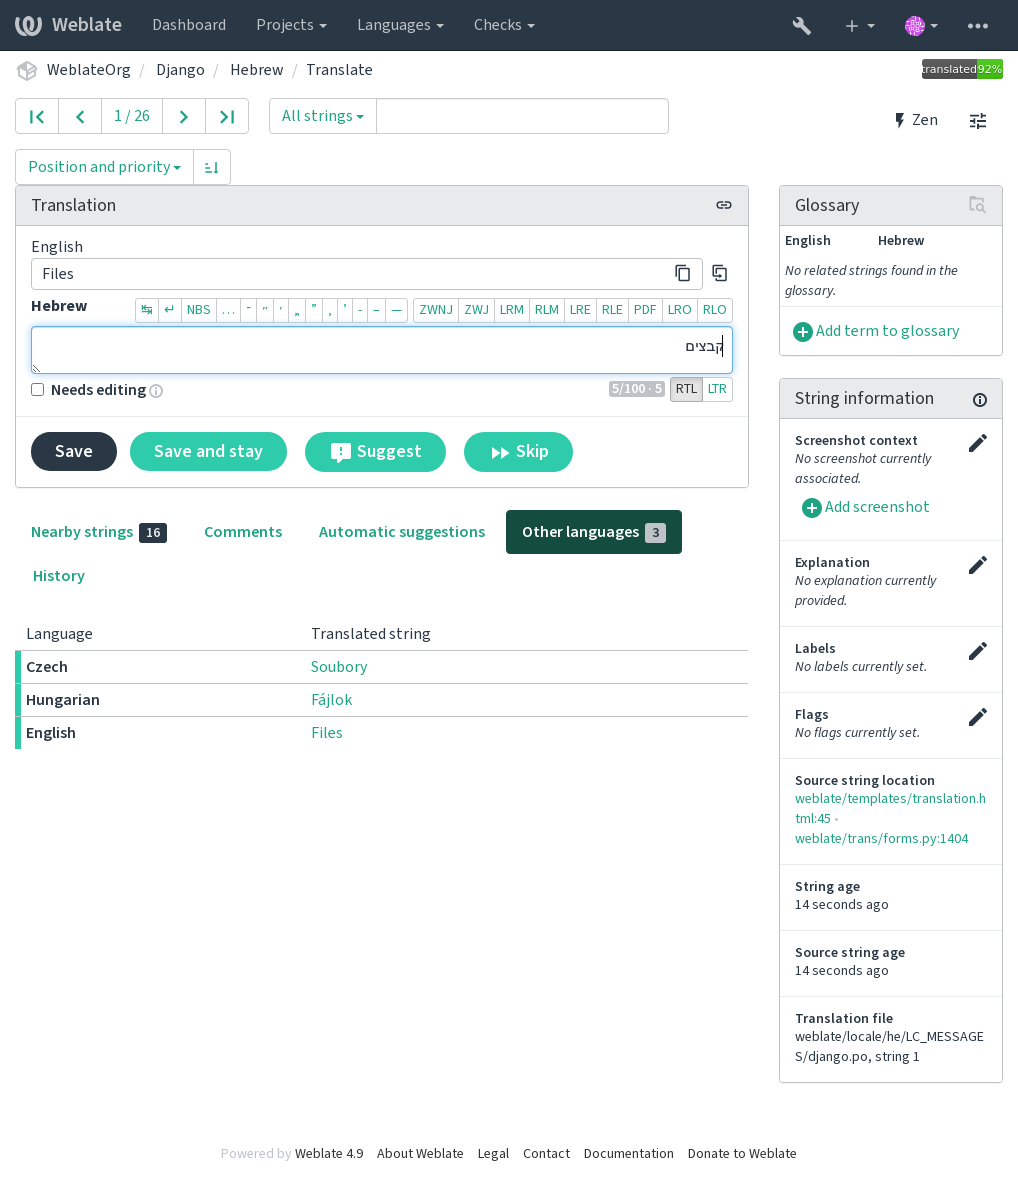 Weblate Dashboard Projects Languages Checks
WeblateOrg / Django / Hebrew / Translate translated 92%
1 / 26 All strings Zen
Position and priority
Translation
English
Files
Hebrew ↹ ↵ NBS … ־ ״ ׳ „ ” ‚ ’ - – — ZWNJ ZWJ LRM RLM LRE RLE PDF LRO RLO
קבצים
Needs editing 5/100 · 5 RTL LTR
Save Save and stay Suggest Skip
Nearby strings 16 Comments Automatic suggestions Other languages 3
History
Language Translated string
Czech Soubory
Hungarian Fájlok
English Files
Glossary
English Hebrew
No related strings found in the
glossary.
Add term to glossary
String information
Screenshot context
No screenshot currently
associated.
Add screenshot
Explanation
No explanation currently
provided.
Labels
No labels currently set.
Flags
No flags currently set.
Source string location
weblate/templates/translation.h
tml:45 •
weblate/trans/forms.py:1404
String age
14 seconds ago
Source string age
14 seconds ago
Translation file
weblate/locale/he/LC_MESSAGE
S/django.po, string 1
Powered by Weblate 4.9 About Weblate Legal Contact Documentation Donate to Weblate